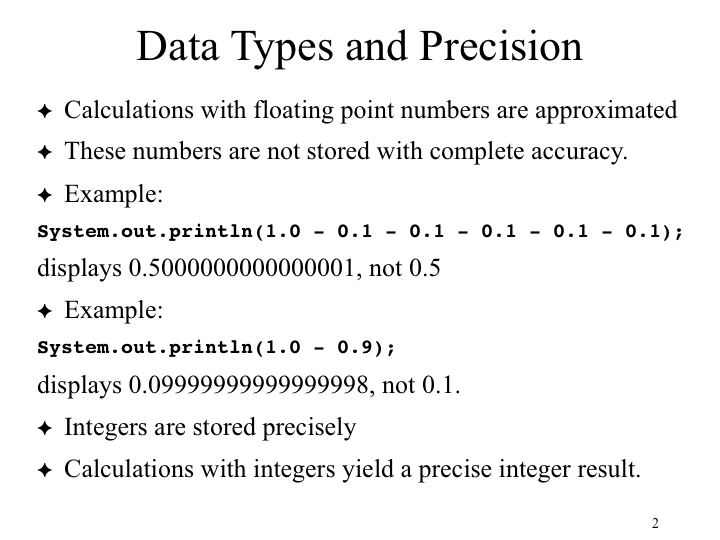 Data Types and Precision
✦ Calculations with floating point numbers are approximated
✦ These numbers are not stored with complete accuracy.
✦ Example:
System.out.println(1.0 - 0.1 - 0.1 - 0.1 - 0.1 - 0.1);
displays 0.5000000000000001, not 0.5
✦ Example:
System.out.println(1.0 - 0.9);
displays 0.09999999999999998, not 0.1.
✦ Integers are stored precisely
✦ Calculations with integers yield a precise integer result.
2